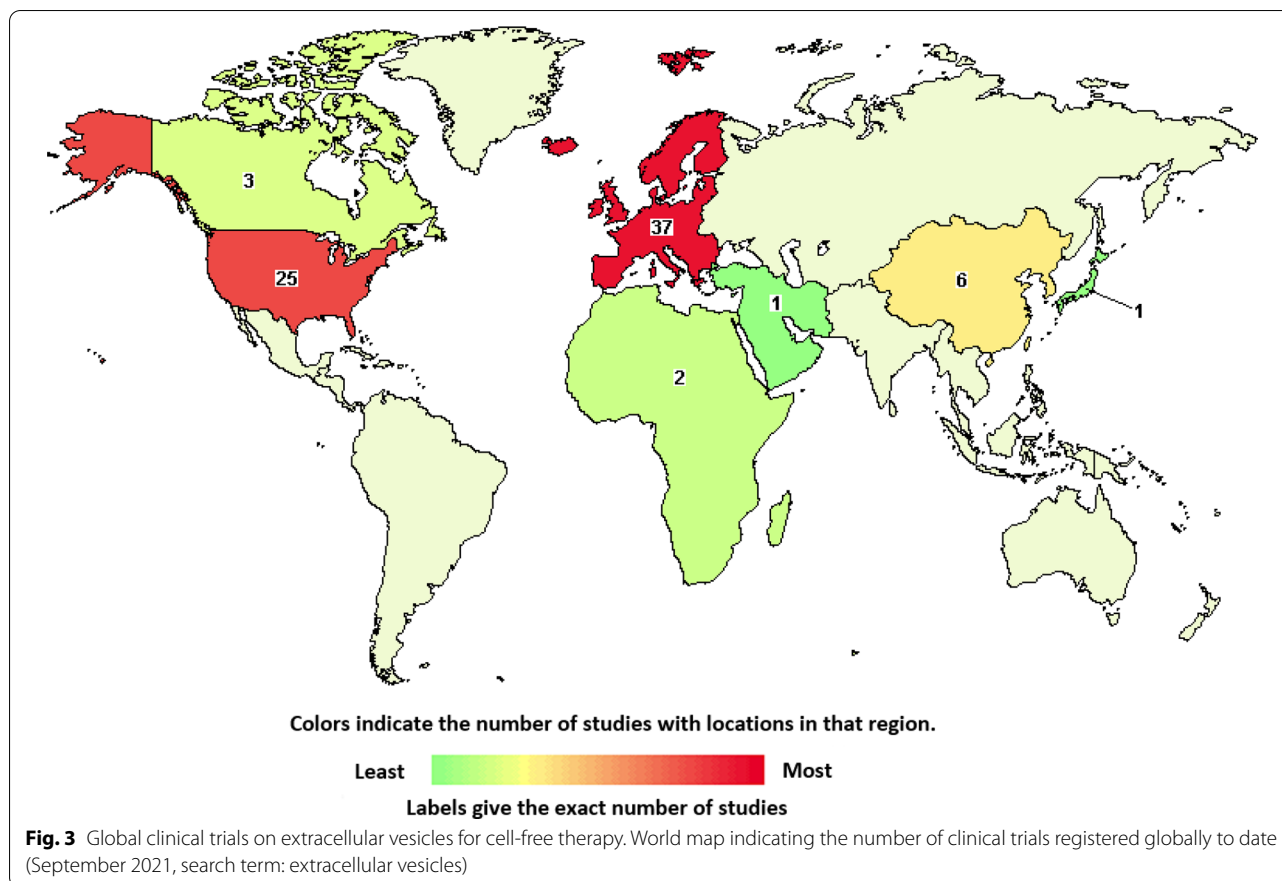 3
25
37
1
6
1
2
Colors indicate the number of studies with locations in that region.
Least Most
Labels give the exact number of studies
Fig. 3 Global clinical trials on extracellular vesicles for cell-free therapy. World map indicating the number of clinical trials registered globally to date
(September 2021, search term: extracellular vesicles)